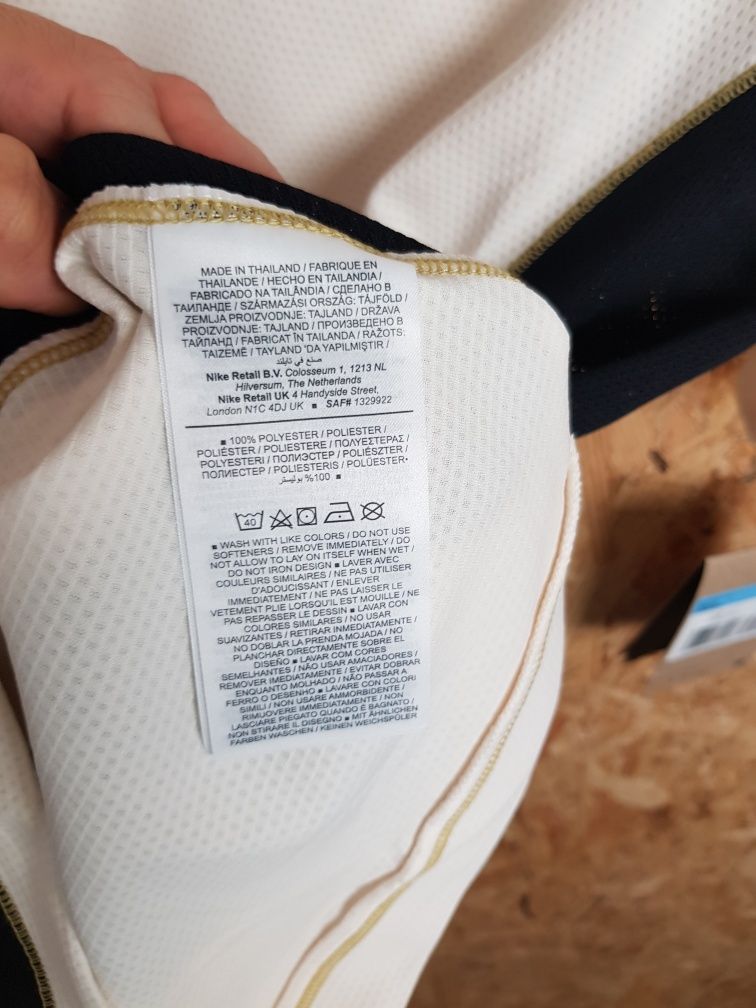 MADE IN THAILAND / FABRIQUE EN
THAILANDE / HECHO EN TAILANDIA /
FABRICADO NA TAILÂNDIA / СДЕЛАНО В
ТАИЛАНДЕ / SZÁRMAZÁSI ORSZÁG: TÁJFÖLD /
ZEMLJA PROIZVODNJE: TAJLAND / DRŽAVA
PROIZVODNJE: TAJLAND / ПРОИЗВЕДЕНО В
ТАЙЛАНД / FABRICAT ÎN TAILANDA / RAŽOTS:
TAIZEMĒ / TAYLAND 'DA YAPILMIŞTIR /
صنع في تايلند
Nike Retail B.V. Colosseum 1, 1213 NL
Hilversum, The Netherlands
Nike Retail UK 4 Handyside Street,
London N1C 4DJ UK ■ SAF# 1329922
■ 100% POLYESTER / POLIESTER /
POLIÉSTER / POLIESTERE / ΠΟΛΥΕΣΤΕΡΑΣ /
POLYESTERI / ПОЛИЭСТЕР / POLIÉSZTER /
ПОЛИЕСТЕР / POLIESTERIS / POLÜESTER•
%100 بوليستر ■
40
■ WASH WITH LIKE COLORS / DO NOT USE
SOFTENERS / REMOVE IMMEDIATELY / DO
NOT ALLOW TO LAY ON ITSELF WHEN WET /
DO NOT IRON DESIGN ■ LAVER AVEC
COULEURS SIMILAIRES / NE PAS UTILISER
D'ADOUCISSANT / ENLEVER
IMMEDIATEMENT / NE PAS LAISSER LE
VETEMENT PLIE LORSQU'IL EST MOUILLE / NE
PAS REPASSER LE DESSIN ■ LAVAR CON
COLORES SIMILARES / NO USAR
SUAVIZANTES / RETIRAR INMEDIATAMENTE /
NO DOBLAR LA PRENDA MOJADA / NO
PLANCHAR DIRECTAMENTE SOBRE EL
DISEÑO ■ LAVAR COM CORES
SEMELHANTES / NÃO USAR AMACIADORES /
REMOVER IMEDIATAMENTE / EVITAR DOBRAR
ENQUANTO MOLHADO / NÃO PASSAR A
FERRO O DESENHO ■ LAVARE CON COLORI
SIMILI / NON USARE AMMORBIDENTE /
RIMUOVERE IMMEDIATAMENTE / NON
LASCIARE PIEGATO QUANDO È BAGNATO /
NON STIRARE IL DISEGNO ■ MIT ÄHNLICHEN
FARBEN WASCHEN / KEINEN WEICHSPÜLER